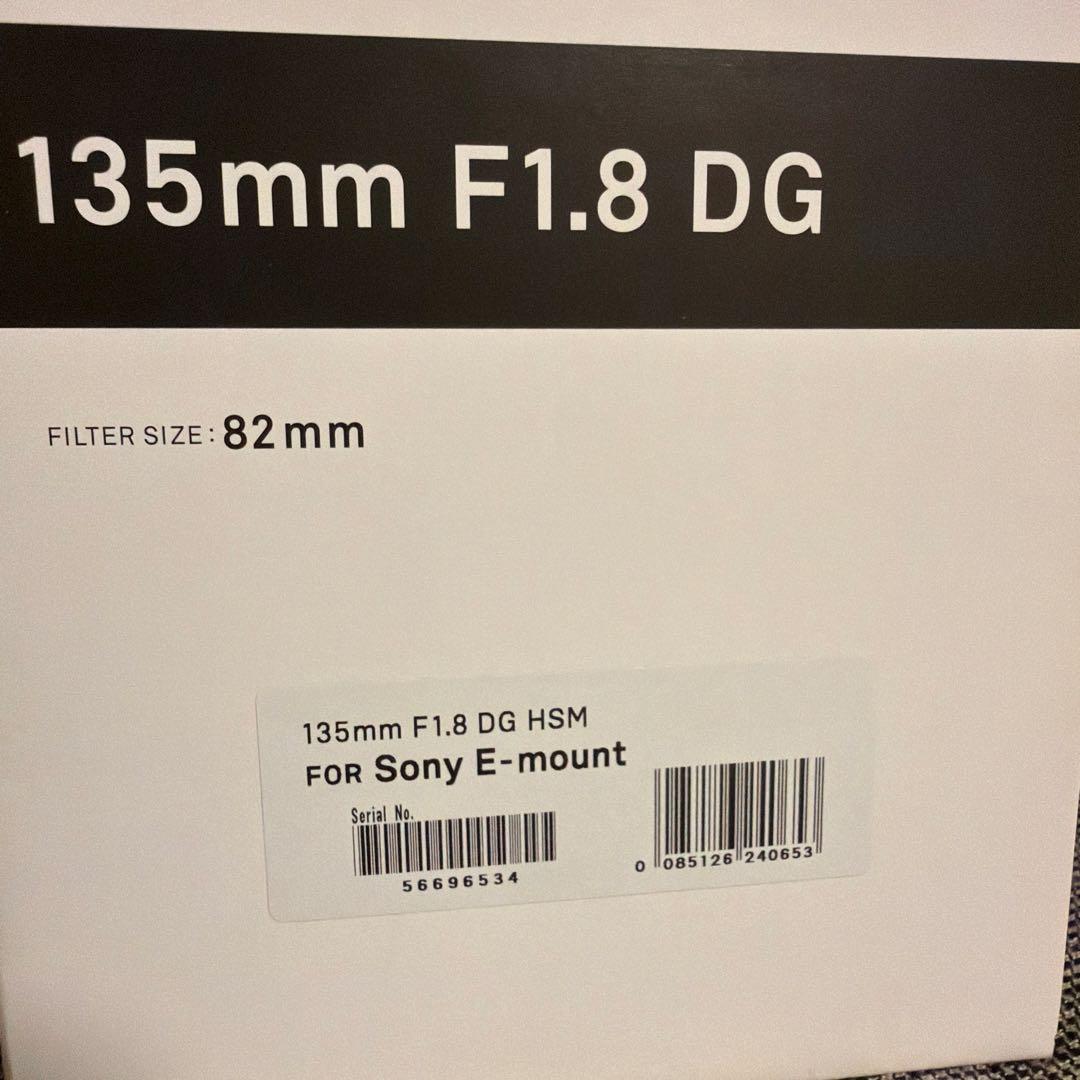 135mm F1.8 DG
FILTER SIZE: 82mm
135mm F1.8 DG HSM
FOR Sony E-mount
Serial No.
56696534
0 085126 240653